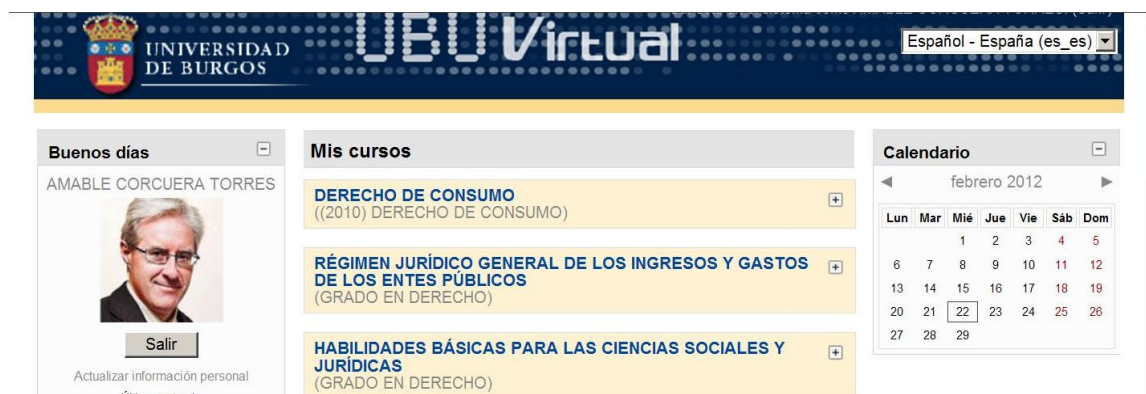 UNIVERSIDAD
DE BURGOS
UBU Virtual
Español - España (es_es)
Buenos días
AMABLE CORCUERA TORRES
Salir
Actualizar información personal
Mis cursos
DERECHO DE CONSUMO
((2010) DERECHO DE CONSUMO)
RÉGIMEN JURÍDICO GENERAL DE LOS INGRESOS Y GASTOS
DE LOS ENTES PÚBLICOS
(GRADO EN DERECHO)
HABILIDADES BÁSICAS PARA LAS CIENCIAS SOCIALES Y
JURÍDICAS
(GRADO EN DERECHO)
Calendario
febrero 2012
Lun Mar Mié Jue Vie Sáb Dom
1 2 3 4 5
6 7 8 9 10 11 12
13 14 15 16 17 18 19
20 21 22 23 24 25 26
27 28 29